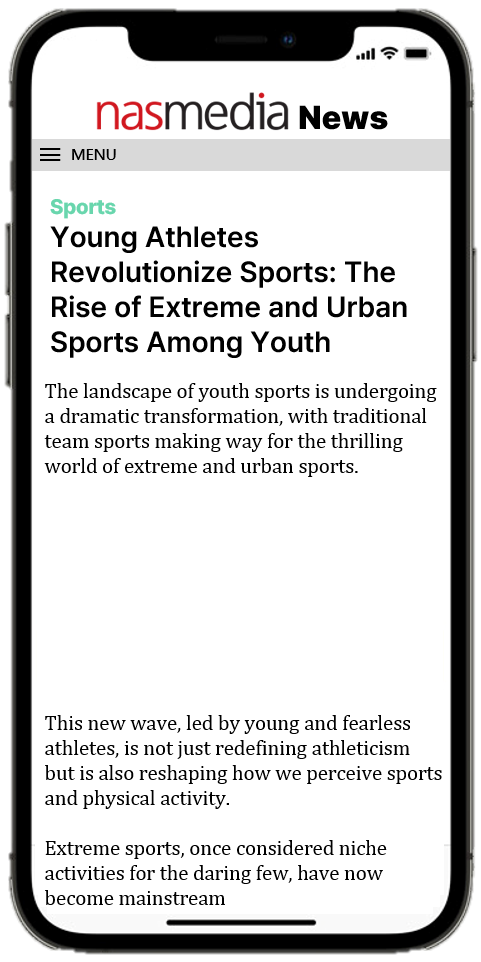 nasmedia News
MENU
Sports
Young Athletes
Revolutionize Sports: The
Rise of Extreme and Urban
Sports Among Youth
The landscape of youth sports is undergoing
a dramatic transformation, with traditional
team sports making way for the thrilling
world of extreme and urban sports.
This new wave, led by young and fearless
athletes, is not just redefining athleticism
but is also reshaping how we perceive sports
and physical activity.
Extreme sports, once considered niche
activities for the daring few, have now
become mainstream